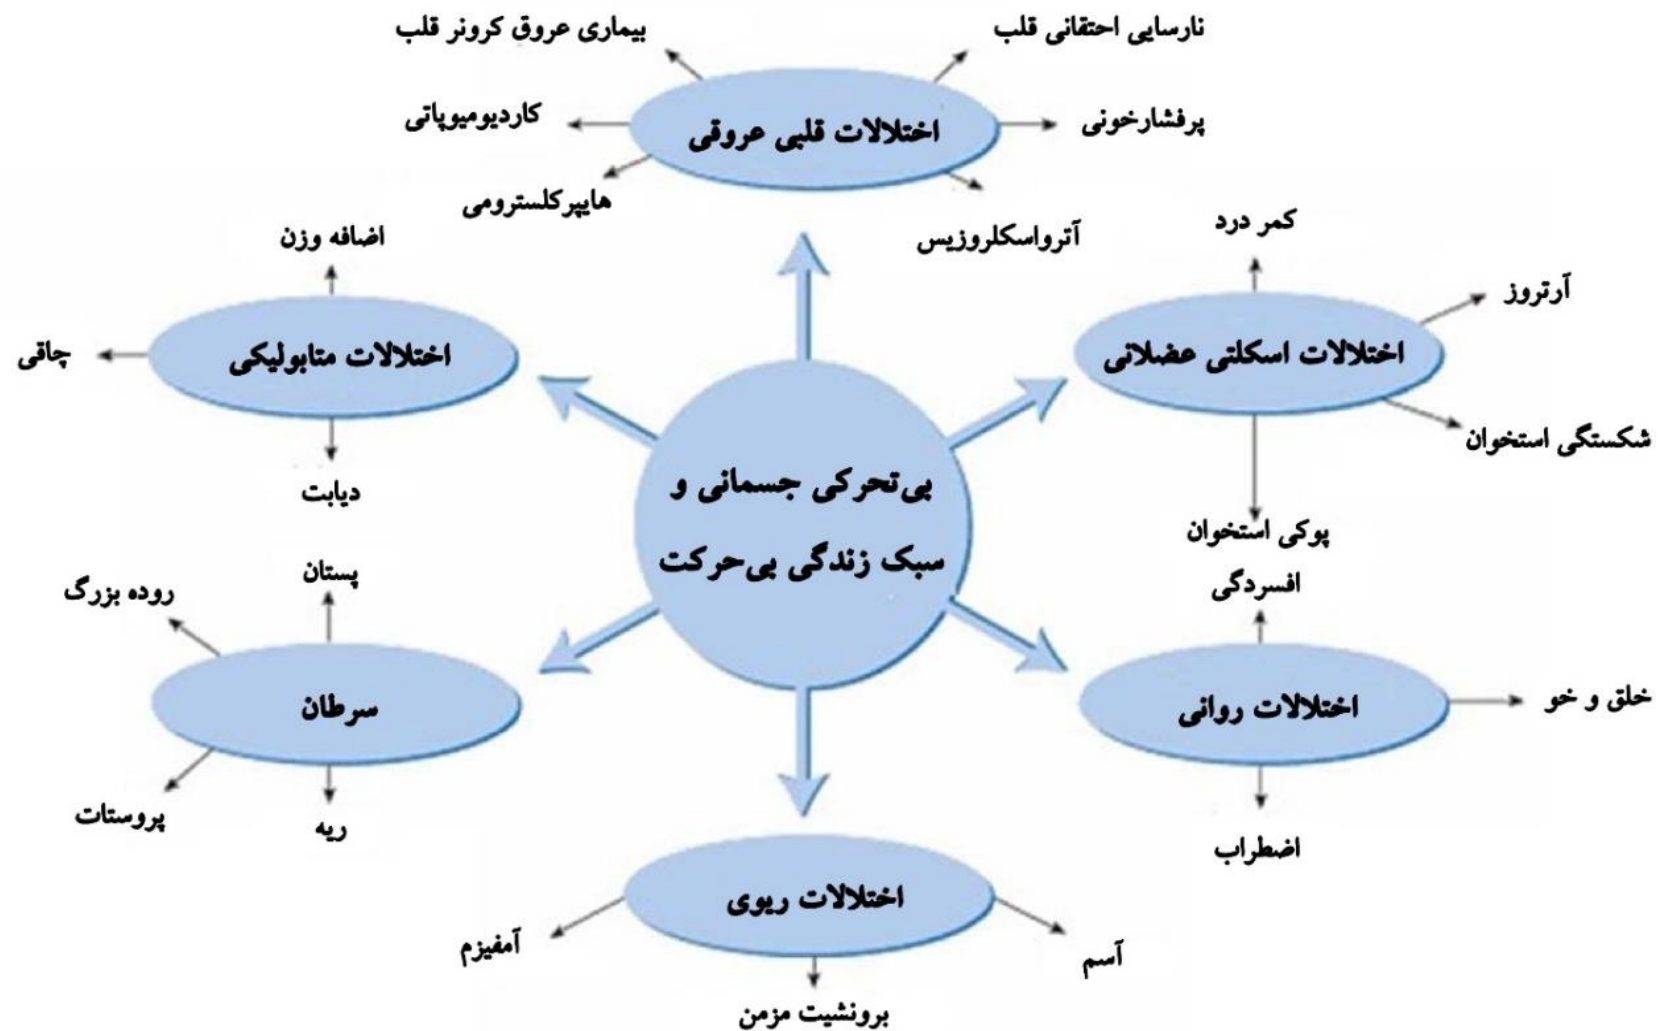 نارسایی احتقانی قلب
بیماری عروق کرونر قلب
پرفشارخونی
اختلالات قلبی عروقی
کاردیومیوپاتی
هایپرکلسترومی
آترواسکلروزیس
کمر درد
آرتروز
اختلالات اسکلتی عضلانی
شکستگی استخوان
پوکی استخوان
اضافه وزن
اختلالات متابولیکی
چاقی
دیابت
بی‌تحرکی جسمانی و
سبک زندگی بی‌حرکت
افسردگی
خلق و خو
اختلالات روانی
اضطراب
پستان
روده بزرگ
سرطان
پروستات
ریه
اختلالات ریوی
آسم
آمفیزم
برونشیت مزمن